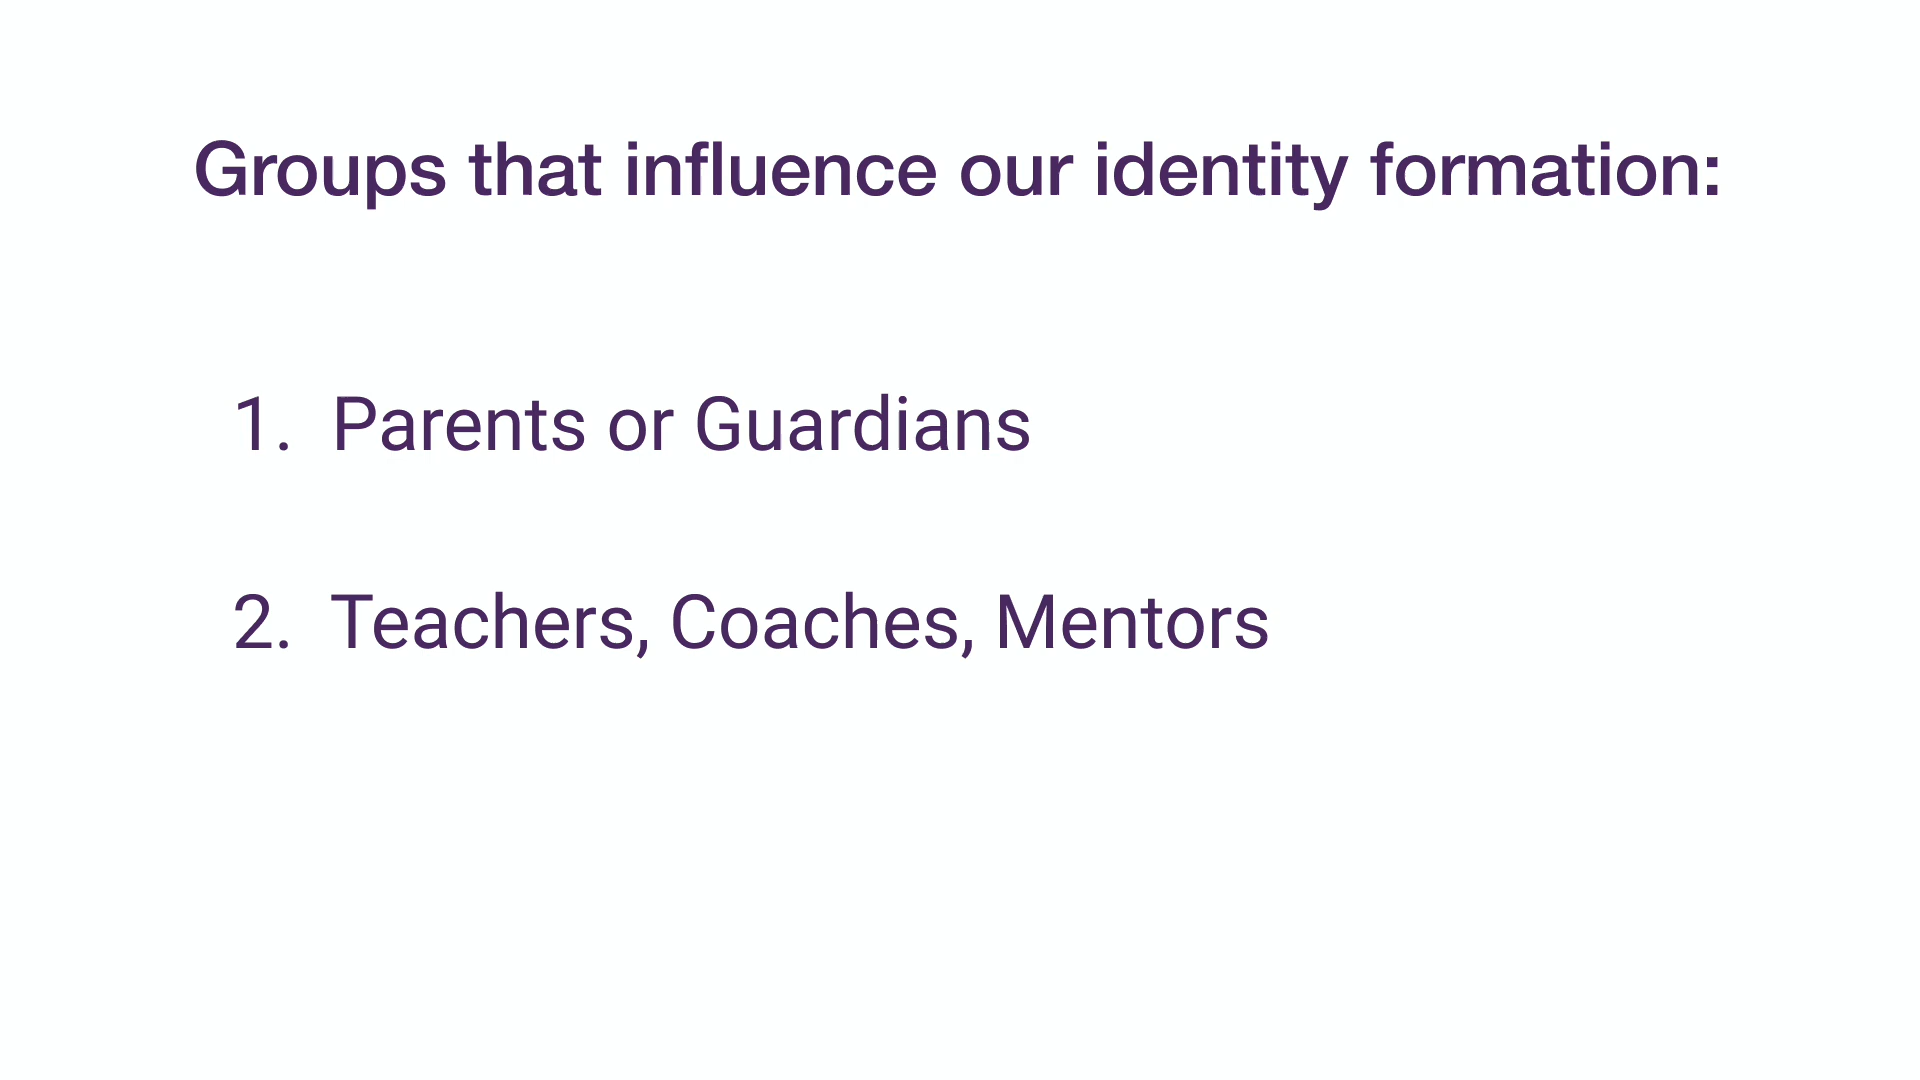 Groups that influence our identity formation:
1. Parents or Guardians
2. Teachers, Coaches, Mentors